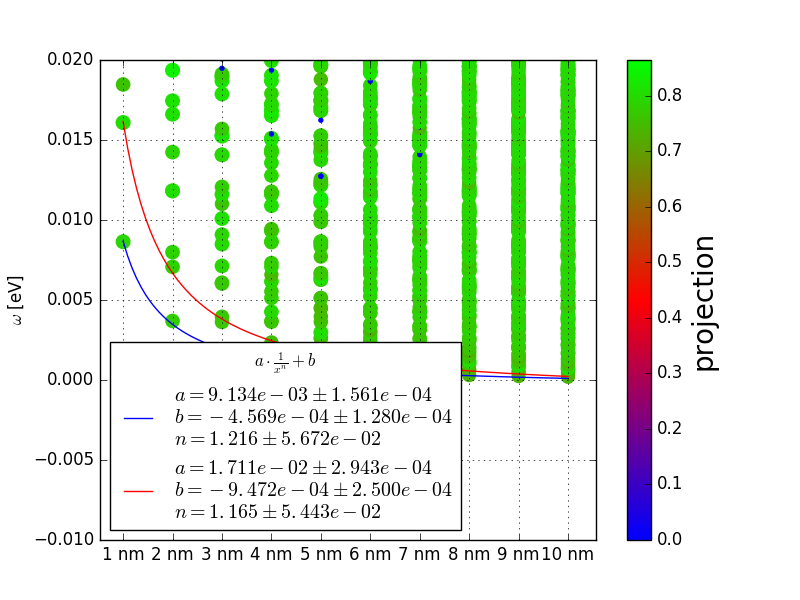 0.020
0.015
0.010
0.005
0.000
−0.005
−0.010
ω [eV]
1 nm 2 nm 3 nm 4 nm 5 nm 6 nm 7 nm 8 nm 9 nm 10 nm
a · 1/xⁿ + b
a = 9.134e − 03 ± 1.561e − 04
b = − 4.569e − 04 ± 1.280e − 04
n = 1.216 ± 5.672e − 02
a = 1.711e − 02 ± 2.943e − 04
b = − 9.472e − 04 ± 2.500e − 04
n = 1.165 ± 5.443e − 02
0.8
0.7
0.6
0.5
0.4
0.3
0.2
0.1
0.0
projection